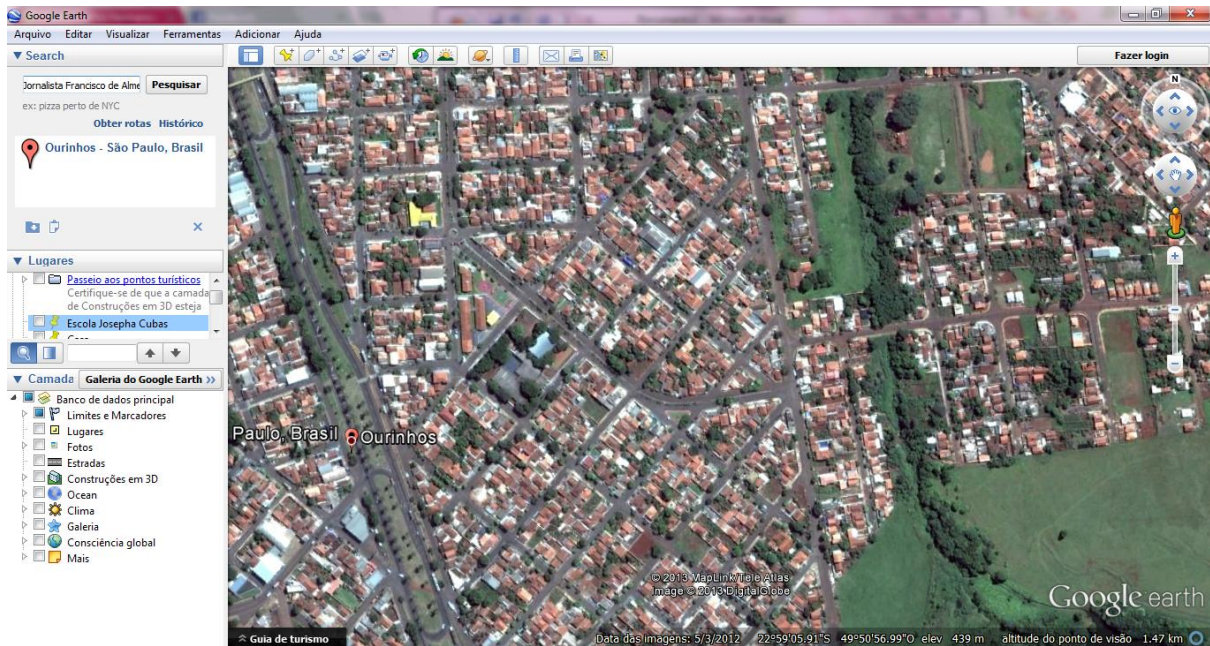 Google Earth
Arquivo Editar Visualizar Ferramentas Adicionar Ajuda
Search
Jornalista Francisco de Alme Pesquisar
ex: pizza perto de NYC
Obter rotas Histórico
Ourinhos - São Paulo, Brasil
Lugares
Passeio aos pontos turísticos
Certifique-se de que a camada
de Construções em 3D esteja
Escola Josepha Cubas
Camada Galeria do Google Earth >>
Banco de dados principal
Limites e Marcadores
Lugares
Fotos
Estradas
Construções em 3D
Ocean
Clima
Galeria
Consciência global
Mais
Fazer login
N
Paulo, Brasil Ourinhos
© 2013 MapLink/Tele Atlas
Image © 2013 DigitalGlobe
Google earth
Guia de turismo
Data das imagens: 5/3/2012 22°59'05.91"S 49°50'56.99"O elev 439 m altitude do ponto de visão 1.47 km